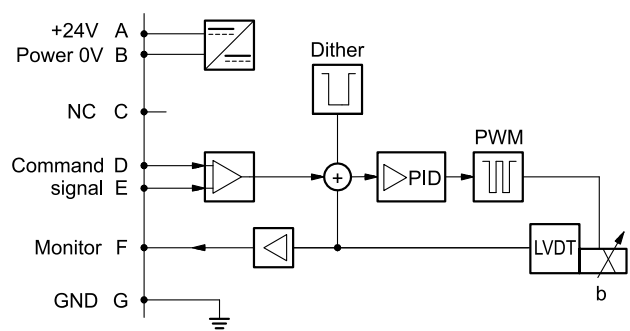 +24V A
Power 0V B
Dither
NC C
PWM
Command D
signal E
+
PID
Monitor F
LVDT
GND G
b